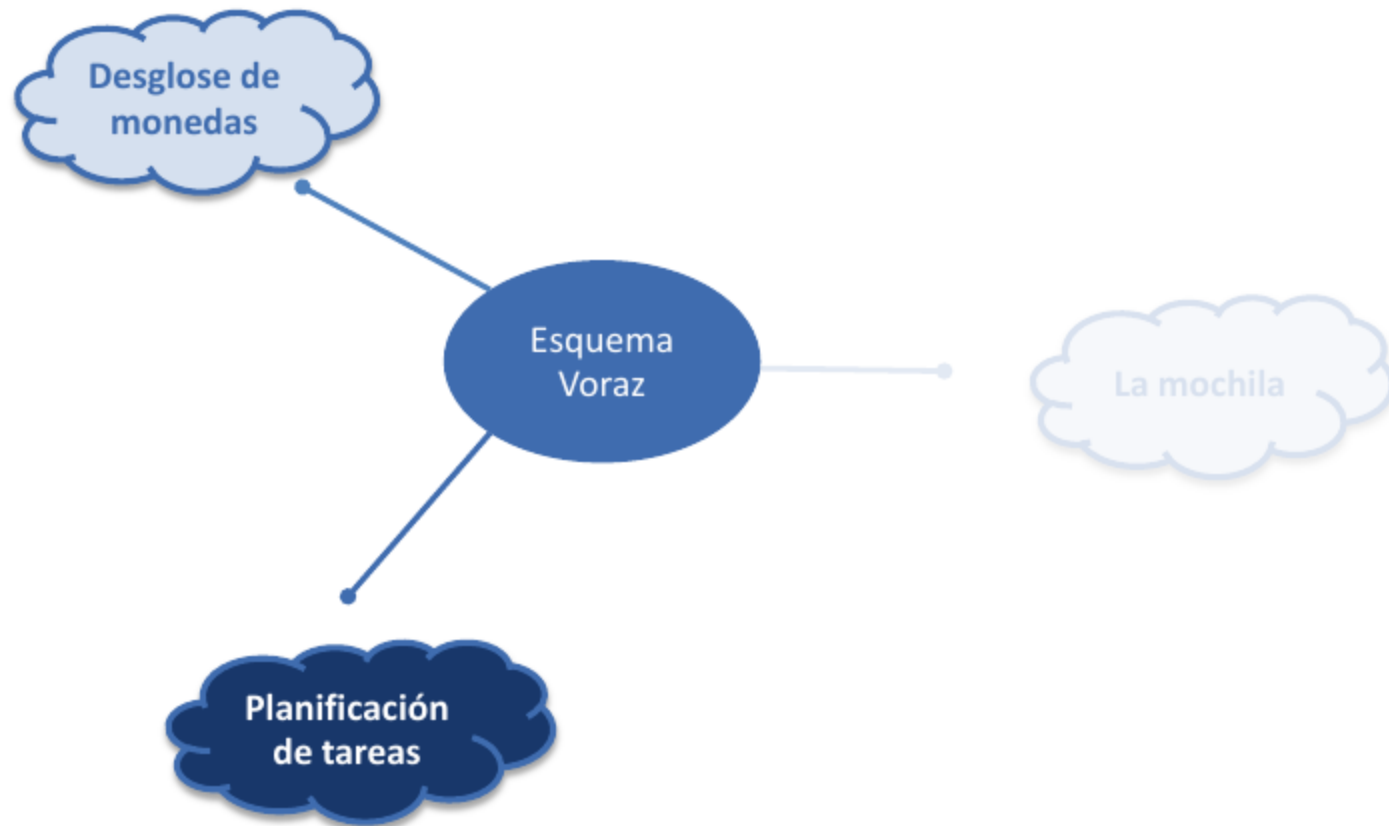 Desglose de
monedas
Esquema
Voraz
La mochila
Planificación
de tareas